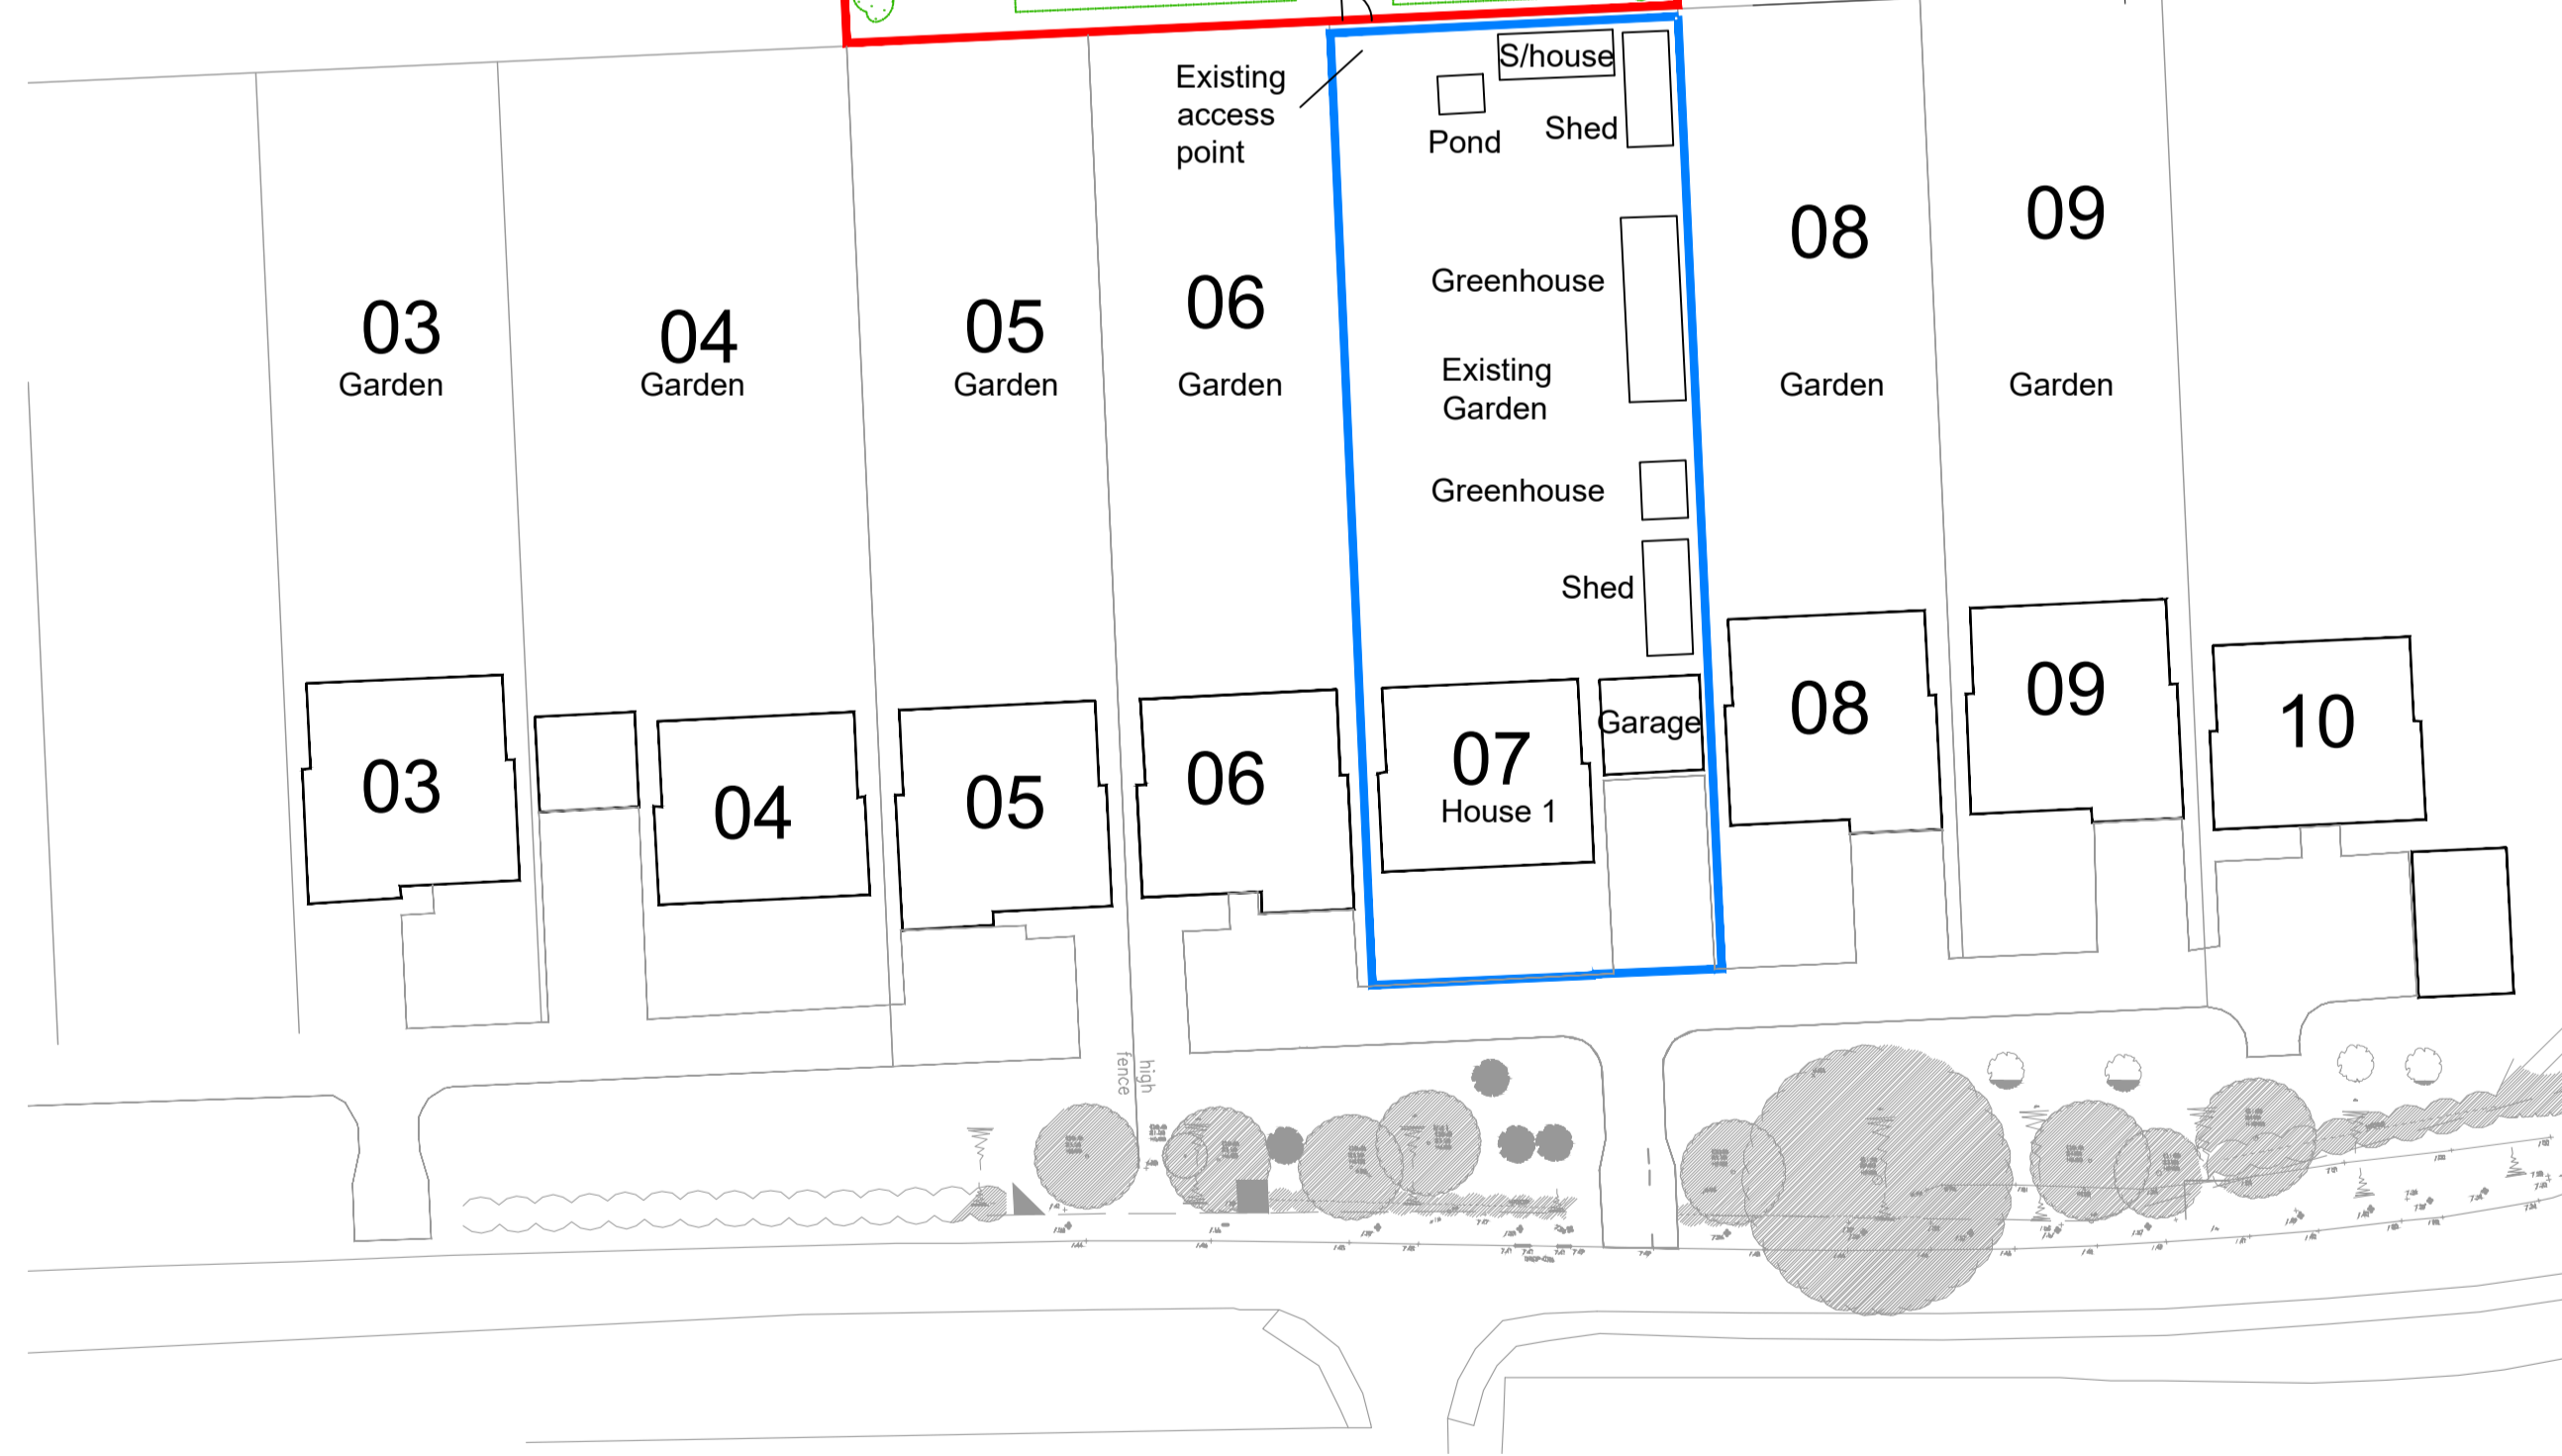 S/house
Existing
access
point
Pond
Shed
08
09
06
Greenhouse
03
04
05
Existing
Garden
Garden
Garden
Garden
Garden
Garden
Garden
Greenhouse
Shed
03
04
05
06
07
House 1
Garage
08
09
10
high
fence